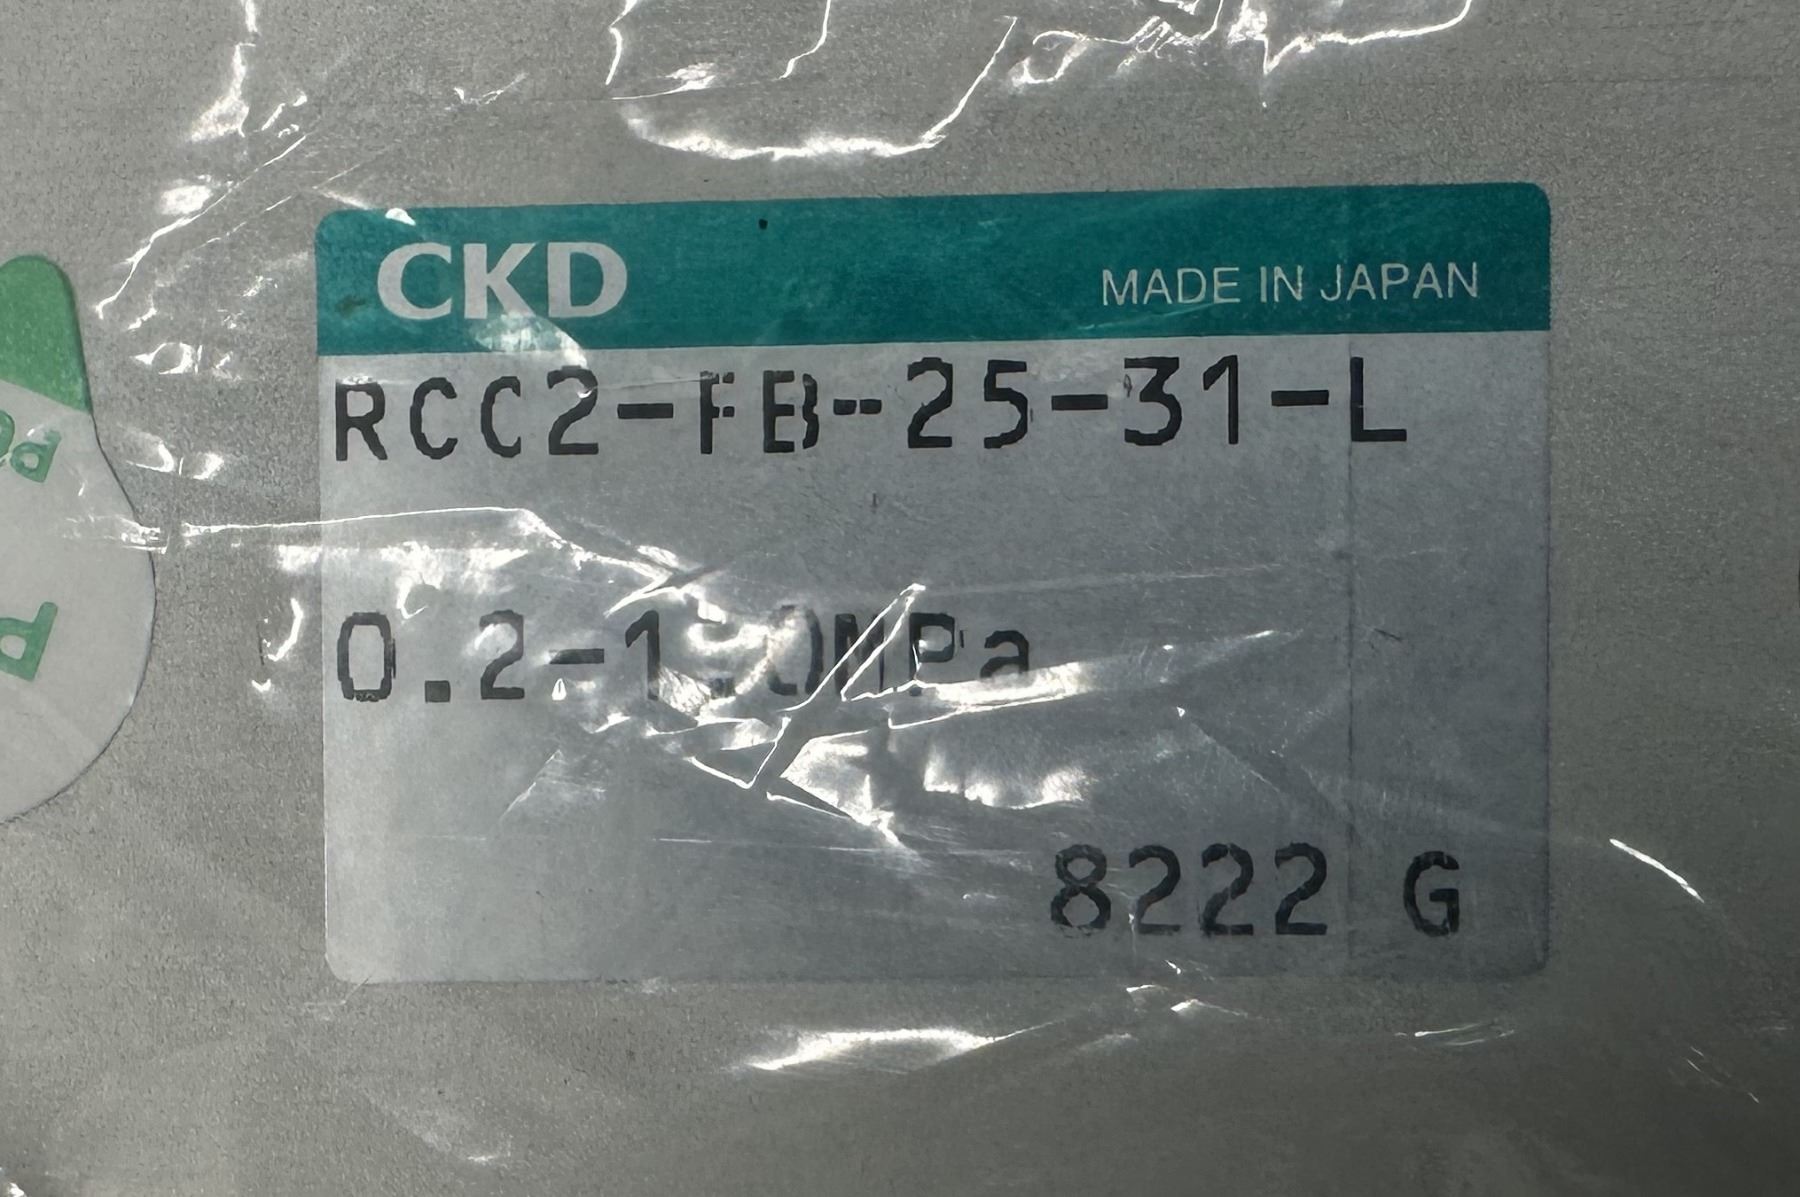 CKD
MADE IN JAPAN
RCC2-FB-25-31-L
0.2-1.0MPa
8222 G